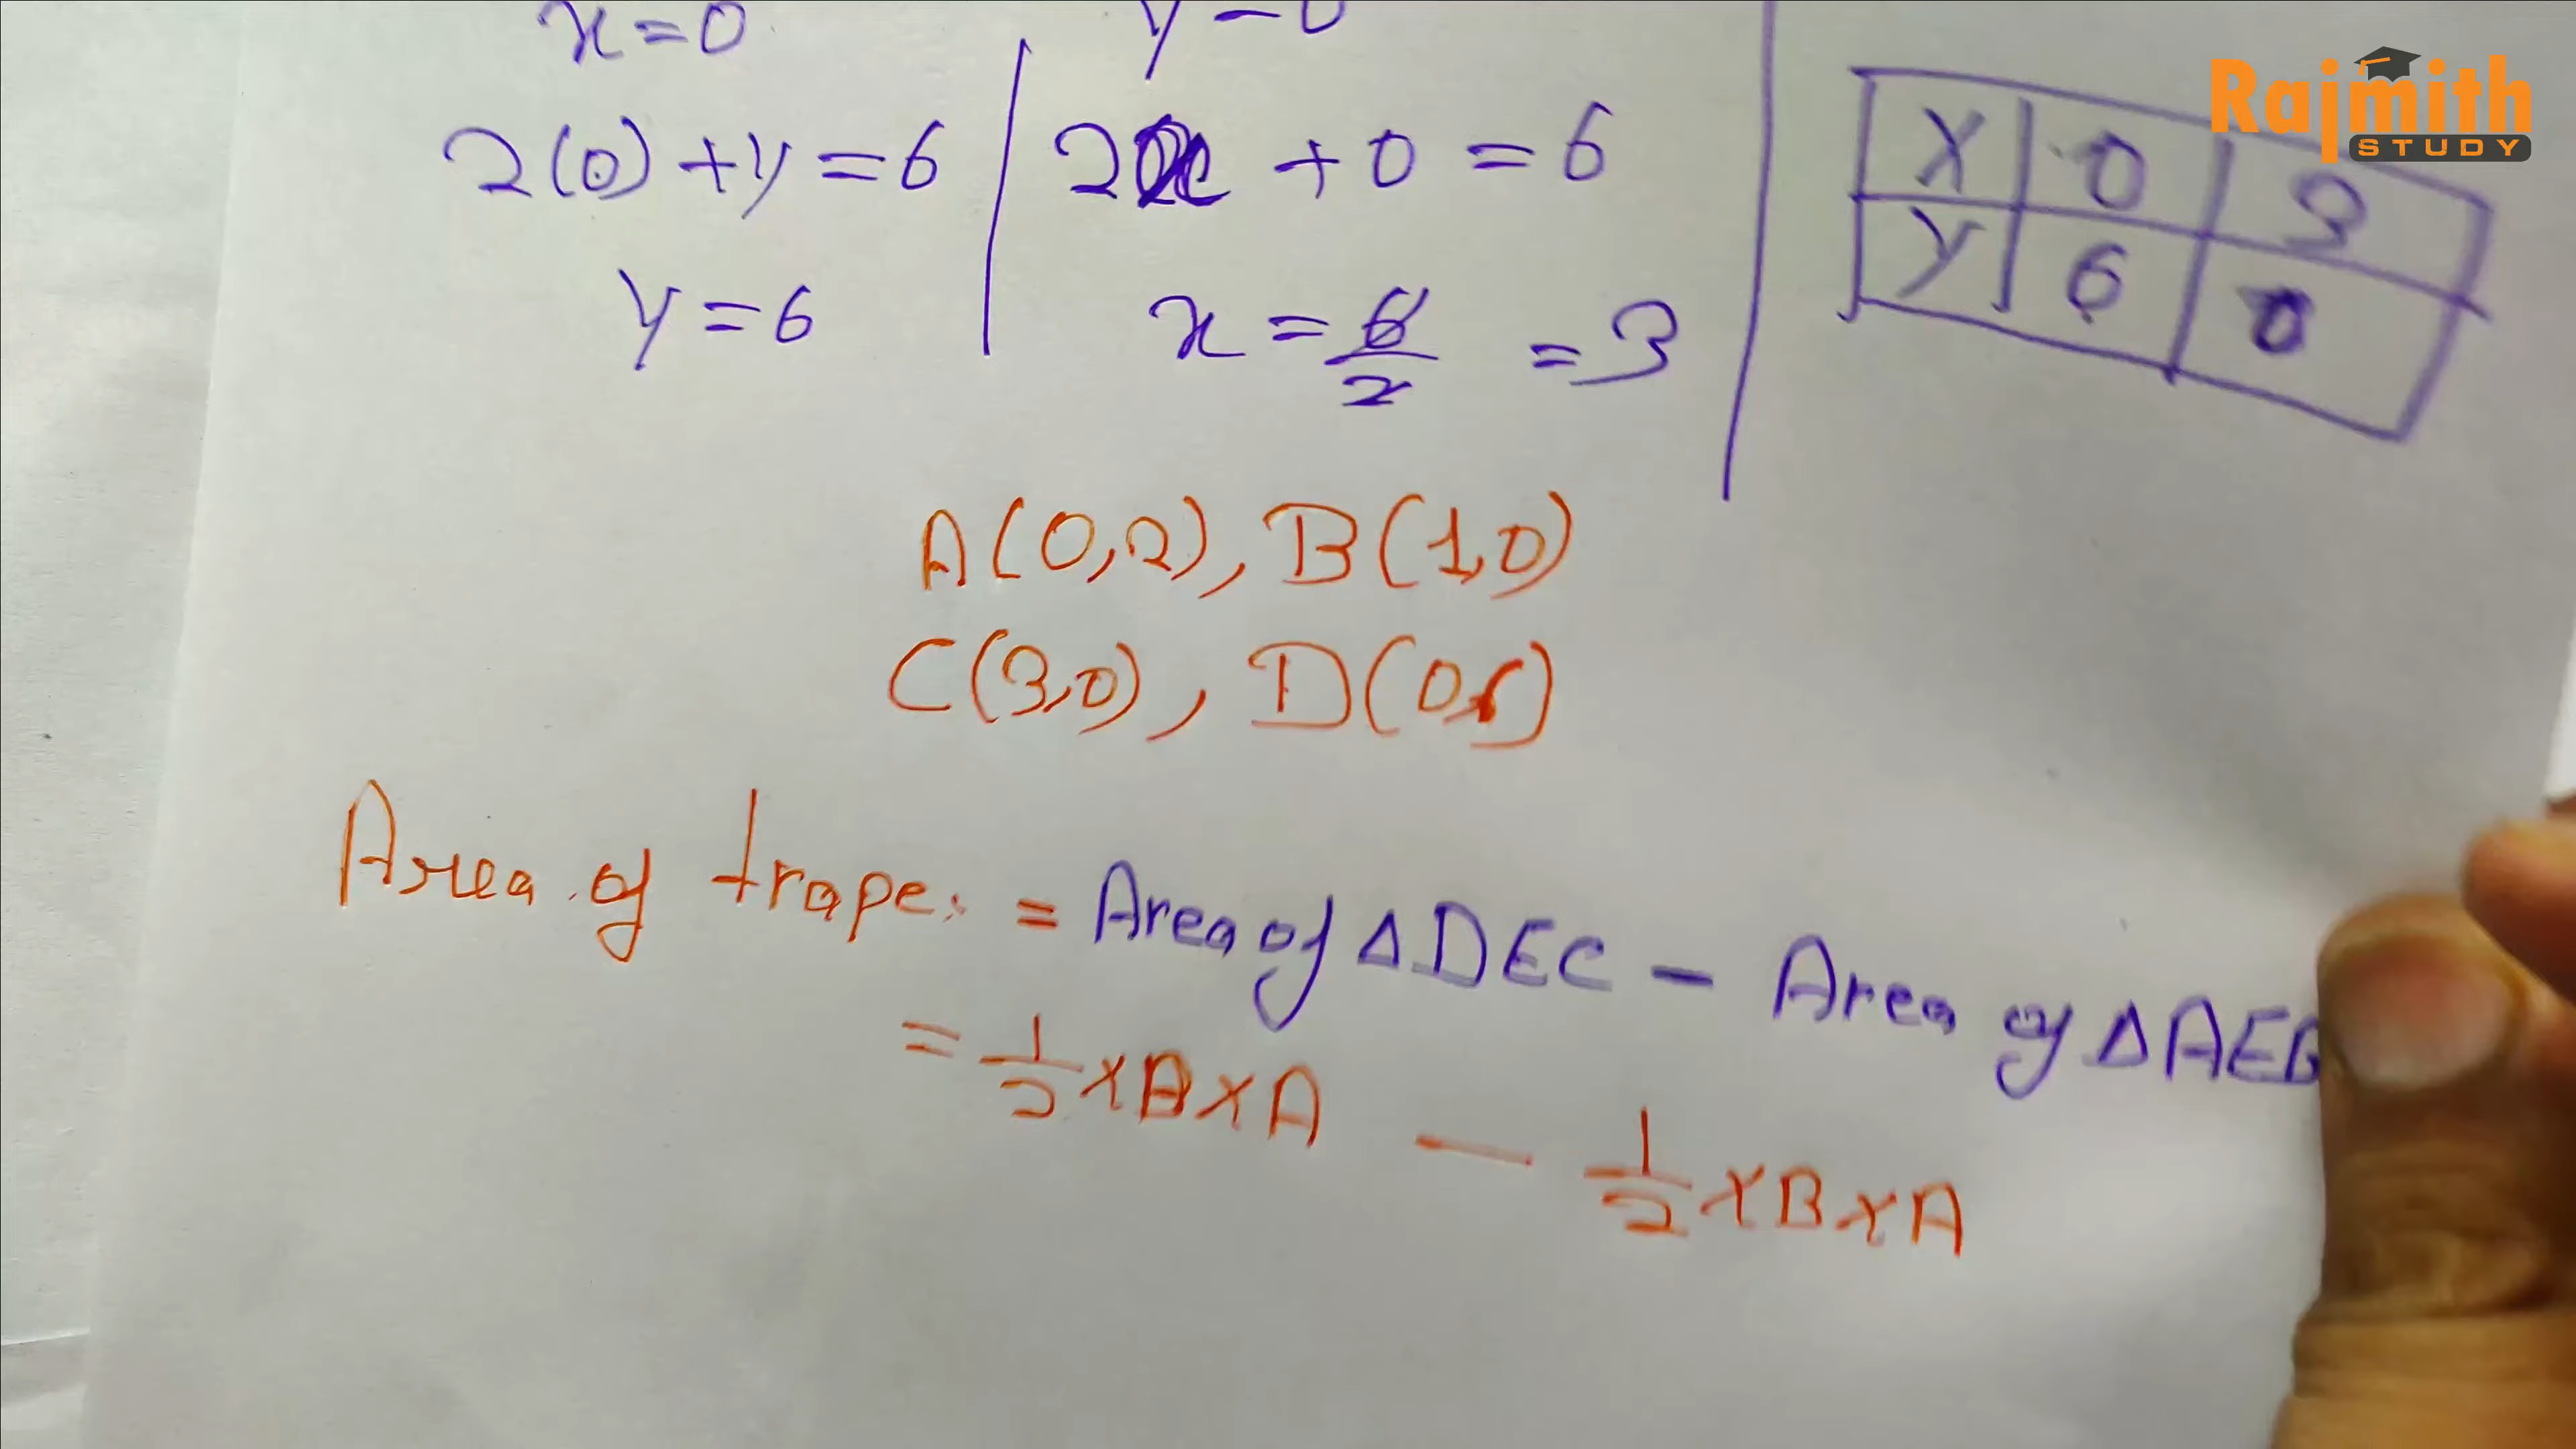 Rajmith
STUDY
x=0
2(0)+y=6
y=6
y=0
2x+0=6
x=6/2=3
X 0 3
Y 6 0
A(0,2), B(1,0)
C(3,0), D(0,6)
Area of trape. = Area of ΔDEC - Area of ΔAEB
= 1/2 ×B×A - 1/2 ×B×A